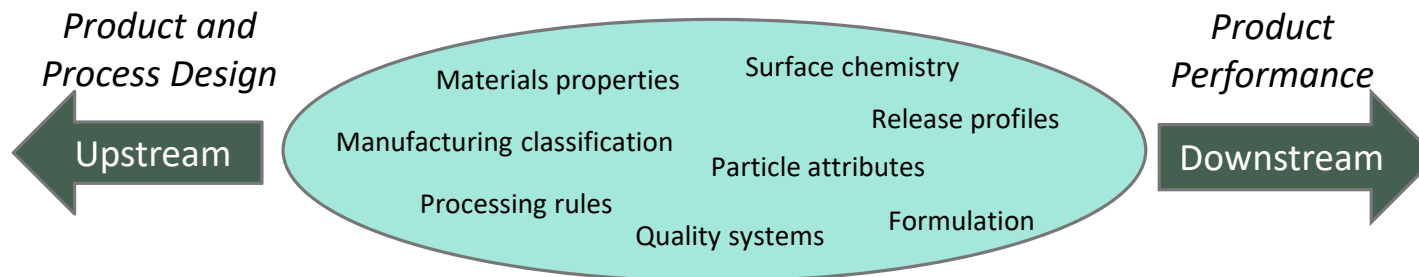 Product and
Process Design
Upstream
Materials properties
Surface chemistry
Release profiles
Manufacturing classification
Particle attributes
Processing rules
Formulation
Quality systems
Product
Performance
Downstream